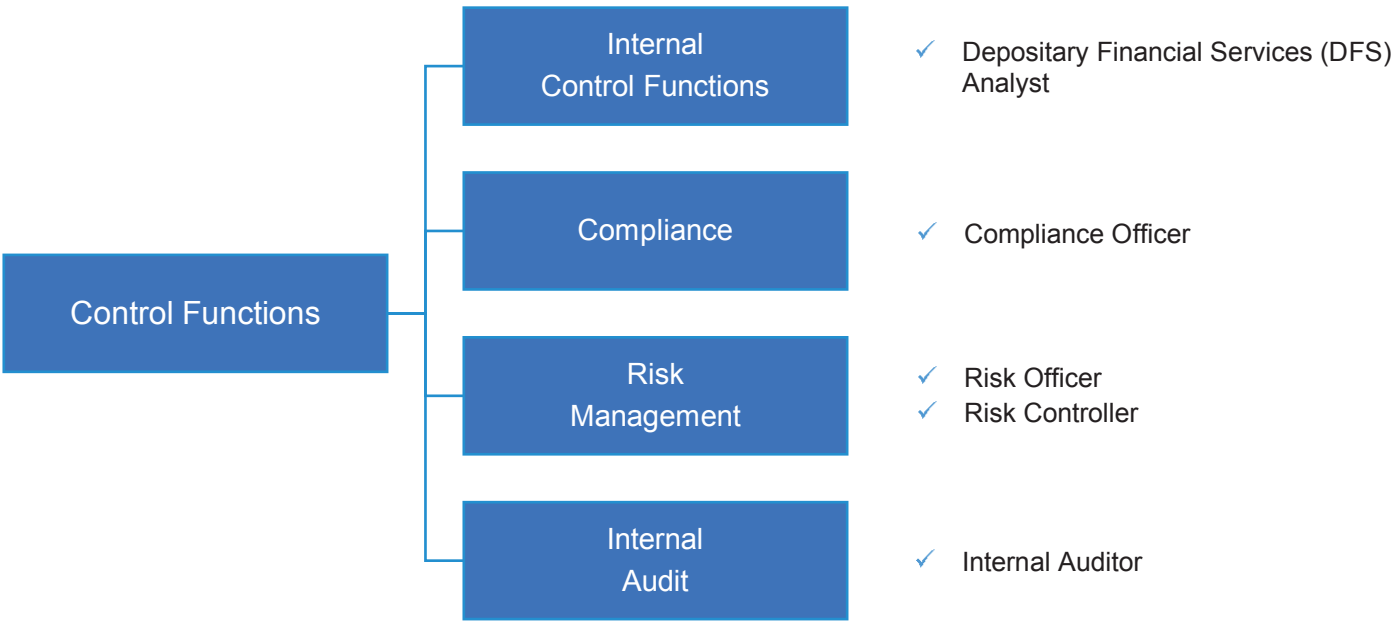 Internal
Control Functions
Depositary Financial Services (DFS)
Analyst
Compliance
Compliance Officer
Control Functions
Risk
Management
Risk Officer
Risk Controller
Internal
Audit
Internal Auditor